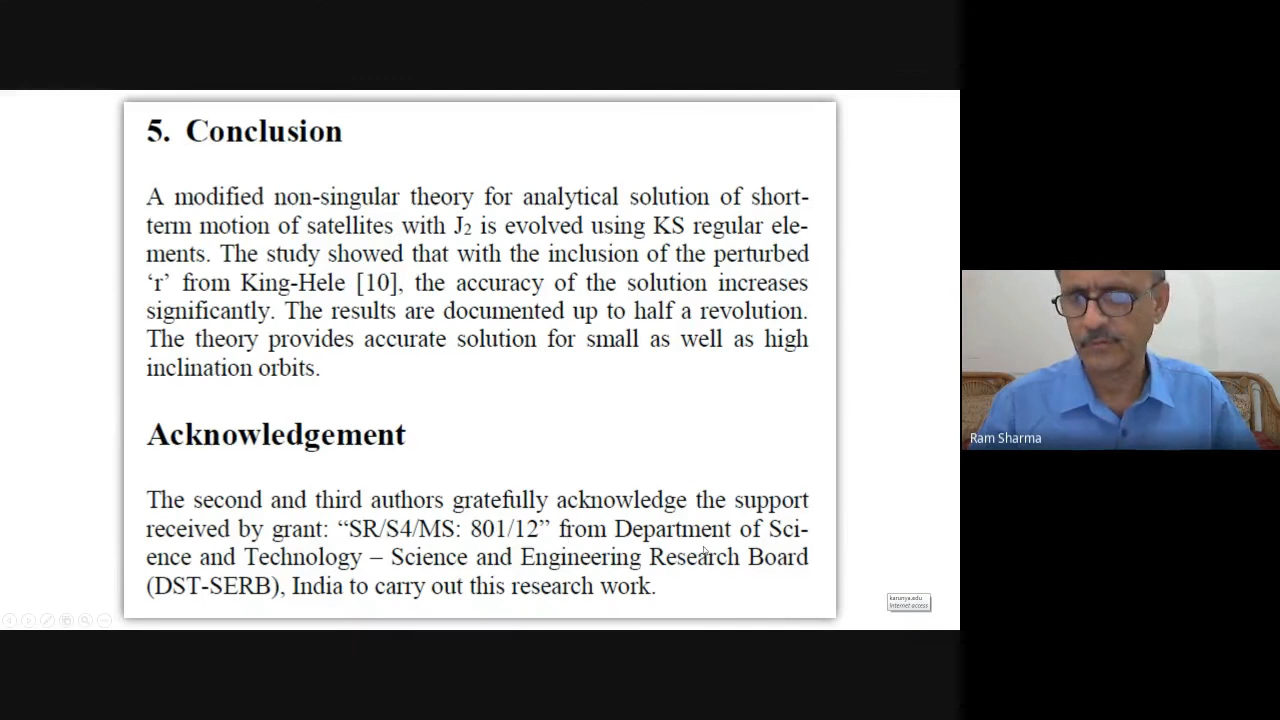 5. Conclusion
A modified non-singular theory for analytical solution of short-
term motion of satellites with J₂ is evolved using KS regular ele-
ments. The study showed that with the inclusion of the perturbed
‘r’ from King-Hele [10], the accuracy of the solution increases
significantly. The results are documented up to half a revolution.
The theory provides accurate solution for small as well as high
inclination orbits.
Acknowledgement
The second and third authors gratefully acknowledge the support
received by grant: “SR/S4/MS: 801/12” from Department of Sci-
ence and Technology – Science and Engineering Research Board
(DST-SERB), India to carry out this research work.
karunya.edu
Internet access
Ram Sharma